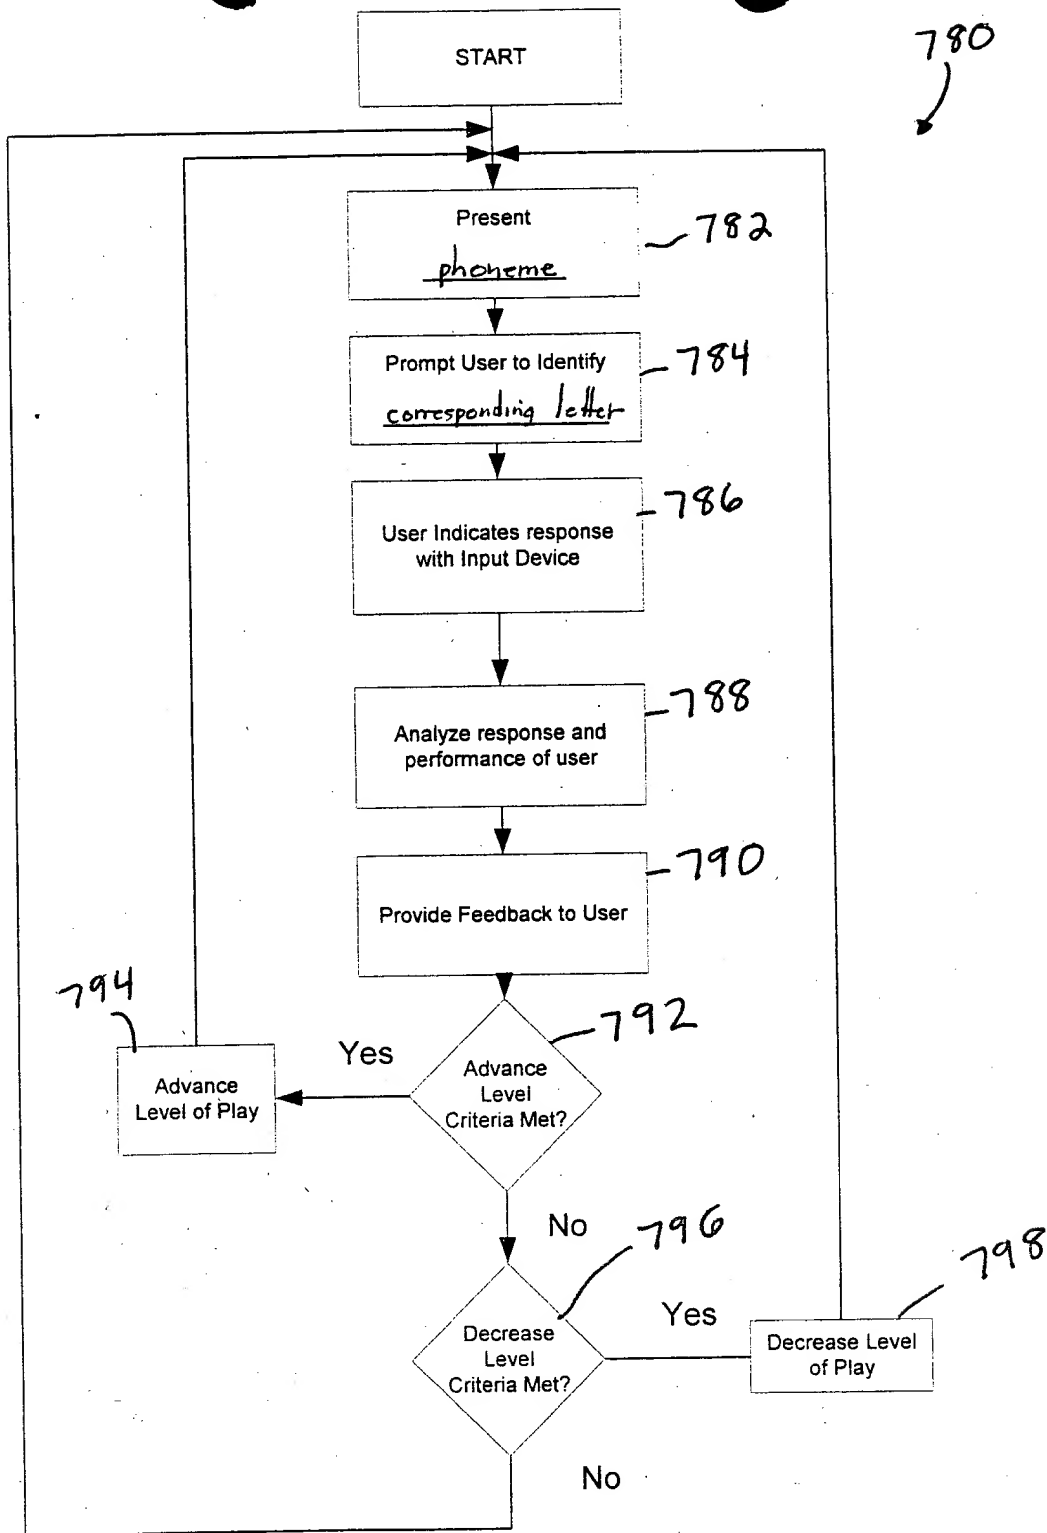 START
780
Present
phoneme
782
Prompt User to Identify
corresponding letter
784
User Indicates response
with Input Device
786
Analyze response and
performance of user
788
Provide Feedback to User
790
Advance
Level
Criteria Met?
792
Yes
794
Advance
Level of Play
No
Decrease
Level
Criteria Met?
796
Yes
798
Decrease Level
of Play
No